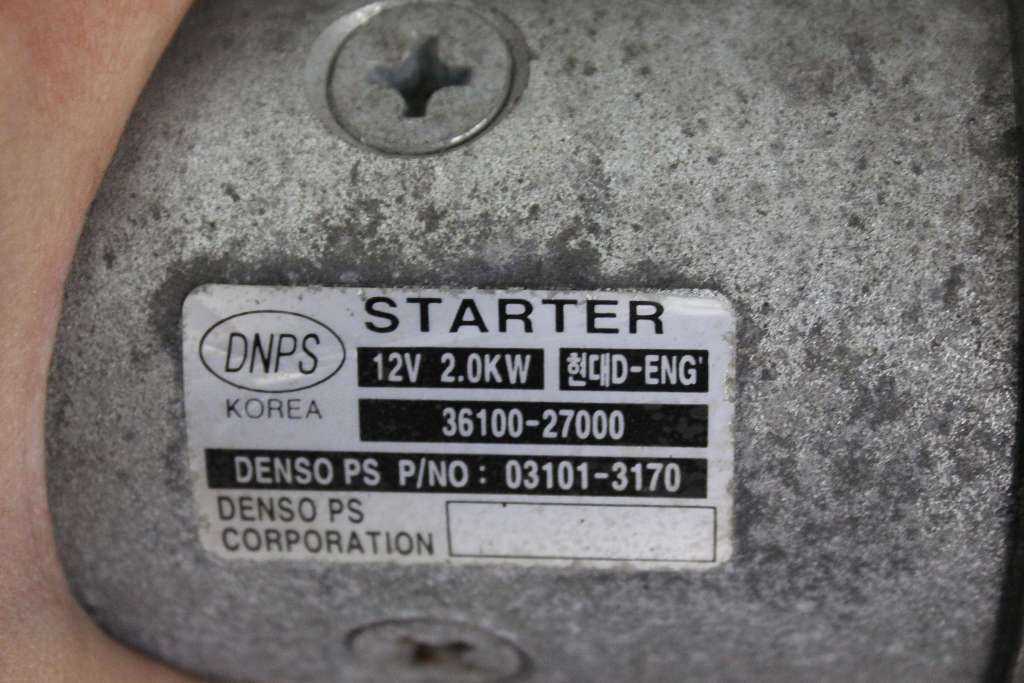 STARTER
DNPS
KOREA
12V 2.0KW 현대D-ENG'
36100-27000
DENSO PS P/NO : 03101-3170
DENSO PS
CORPORATION